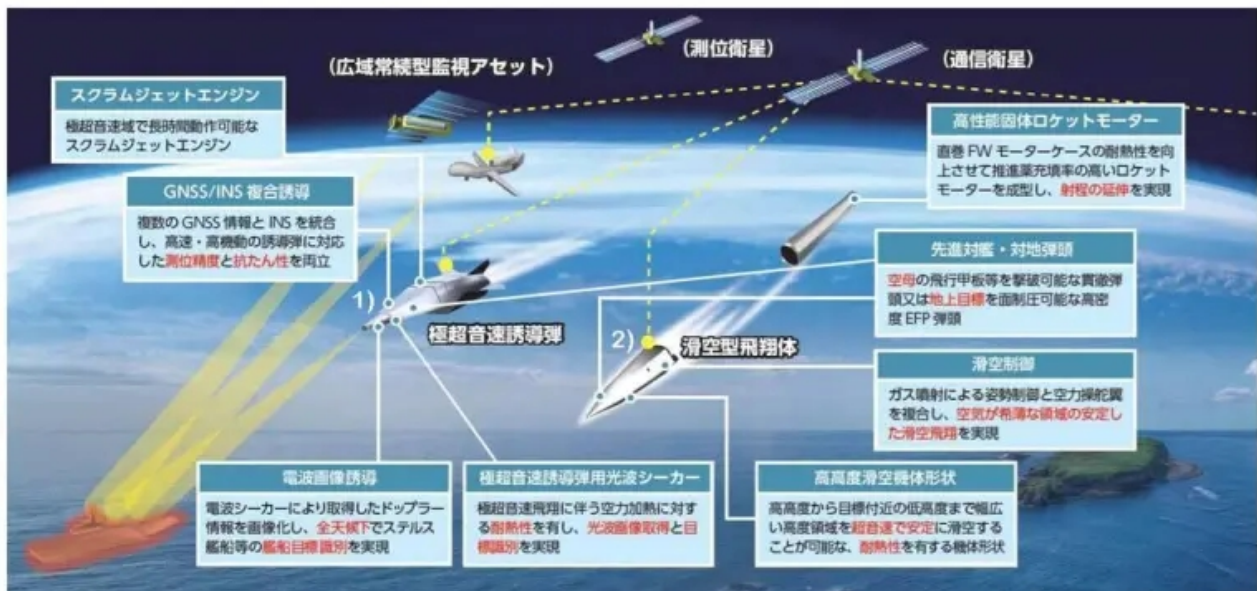 (測位衛星)
(通信衛星)
(広域常続型監視アセット)
スクラムジェットエンジン
極超音速域で長時間動作可能な
スクラムジェットエンジン
高性能固体ロケットモーター
直巻 FW モーターケースの耐熱性を向
上させて推進薬充填率の高いロケット
モーターを成型し、射程の延伸を実現
GNSS/INS 複合誘導
複数の GNSS 情報と INS を統合
し、高速・高機動の誘導弾に対応
した測位精度と抗たん性を両立
先進対艦・対地弾頭
空母の飛行甲板等を撃破可能な貫徹弾
頭又は地上目標を面制圧可能な高密
度 EFP 弾頭
1)
極超音速誘導弾
2)
滑空型飛翔体
滑空制御
ガス噴射による姿勢制御と空力操舵翼
を複合し、空気が希薄な領域の安定し
た滑空飛翔を実現
電波画像誘導
電波シーカーにより取得したドップラー
情報を画像化し、全天候下でステルス
艦船等の艦船目標識別を実現
極超音速誘導弾用光波シーカー
極超音速飛翔に伴う空力加熱に対す
る耐熱性を有し、光波画像取得と目
標識別を実現
高高度滑空機体形状
高高度から目標付近の低高度まで幅広
い高度領域を超音速で安定に滑空する
ことが可能な、耐熱性を有する機体形状